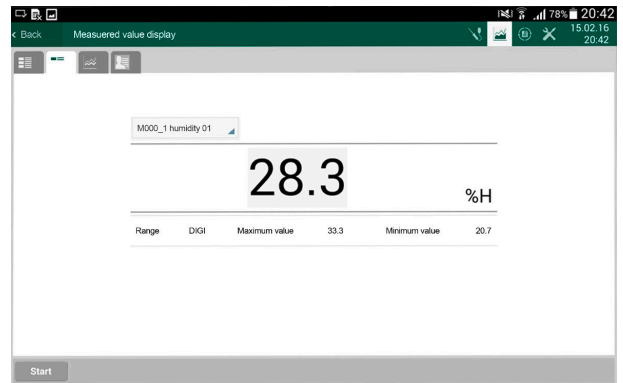 78% 20:42
< Back Measuered value display 15.02.16
20:42
M000_1 humidity 01
28.3
%H
Range DIGI Maximum value 33.3 Minimum value 20.7
Start